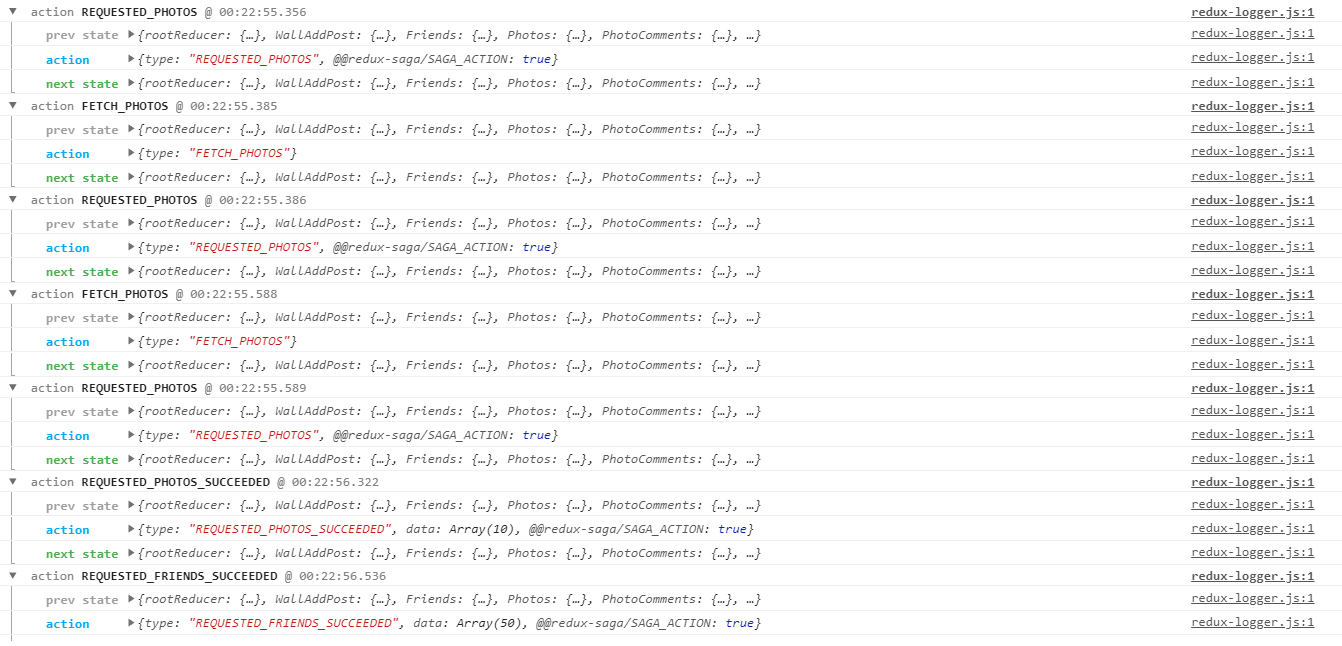 ▼ action REQUESTED_PHOTOS @ 00:22:55.356 redux-logger.js:1
prev state ▶{rootReducer: {…}, WallAddPost: {…}, Friends: {…}, Photos: {…}, PhotoComments: {…}, …} redux-logger.js:1
action ▶{type: "REQUESTED_PHOTOS", @@redux-saga/SAGA_ACTION: true} redux-logger.js:1
next state ▶{rootReducer: {…}, WallAddPost: {…}, Friends: {…}, Photos: {…}, PhotoComments: {…}, …} redux-logger.js:1
▼ action FETCH_PHOTOS @ 00:22:55.385 redux-logger.js:1
prev state ▶{rootReducer: {…}, WallAddPost: {…}, Friends: {…}, Photos: {…}, PhotoComments: {…}, …} redux-logger.js:1
action ▶{type: "FETCH_PHOTOS"} redux-logger.js:1
next state ▶{rootReducer: {…}, WallAddPost: {…}, Friends: {…}, Photos: {…}, PhotoComments: {…}, …} redux-logger.js:1
▼ action REQUESTED_PHOTOS @ 00:22:55.386 redux-logger.js:1
prev state ▶{rootReducer: {…}, WallAddPost: {…}, Friends: {…}, Photos: {…}, PhotoComments: {…}, …} redux-logger.js:1
action ▶{type: "REQUESTED_PHOTOS", @@redux-saga/SAGA_ACTION: true} redux-logger.js:1
next state ▶{rootReducer: {…}, WallAddPost: {…}, Friends: {…}, Photos: {…}, PhotoComments: {…}, …} redux-logger.js:1
▼ action FETCH_PHOTOS @ 00:22:55.588 redux-logger.js:1
prev state ▶{rootReducer: {…}, WallAddPost: {…}, Friends: {…}, Photos: {…}, PhotoComments: {…}, …} redux-logger.js:1
action ▶{type: "FETCH_PHOTOS"} redux-logger.js:1
next state ▶{rootReducer: {…}, WallAddPost: {…}, Friends: {…}, Photos: {…}, PhotoComments: {…}, …} redux-logger.js:1
▼ action REQUESTED_PHOTOS @ 00:22:55.589 redux-logger.js:1
prev state ▶{rootReducer: {…}, WallAddPost: {…}, Friends: {…}, Photos: {…}, PhotoComments: {…}, …} redux-logger.js:1
action ▶{type: "REQUESTED_PHOTOS", @@redux-saga/SAGA_ACTION: true} redux-logger.js:1
next state ▶{rootReducer: {…}, WallAddPost: {…}, Friends: {…}, Photos: {…}, PhotoComments: {…}, …} redux-logger.js:1
▼ action REQUESTED_PHOTOS_SUCCEEDED @ 00:22:56.322 redux-logger.js:1
prev state ▶{rootReducer: {…}, WallAddPost: {…}, Friends: {…}, Photos: {…}, PhotoComments: {…}, …} redux-logger.js:1
action ▶{type: "REQUESTED_PHOTOS_SUCCEEDED", data: Array(10), @@redux-saga/SAGA_ACTION: true} redux-logger.js:1
next state ▶{rootReducer: {…}, WallAddPost: {…}, Friends: {…}, Photos: {…}, PhotoComments: {…}, …} redux-logger.js:1
▼ action REQUESTED_FRIENDS_SUCCEEDED @ 00:22:56.536 redux-logger.js:1
prev state ▶{rootReducer: {…}, WallAddPost: {…}, Friends: {…}, Photos: {…}, PhotoComments: {…}, …} redux-logger.js:1
action ▶{type: "REQUESTED_FRIENDS_SUCCEEDED", data: Array(50), @@redux-saga/SAGA_ACTION: true} redux-logger.js:1